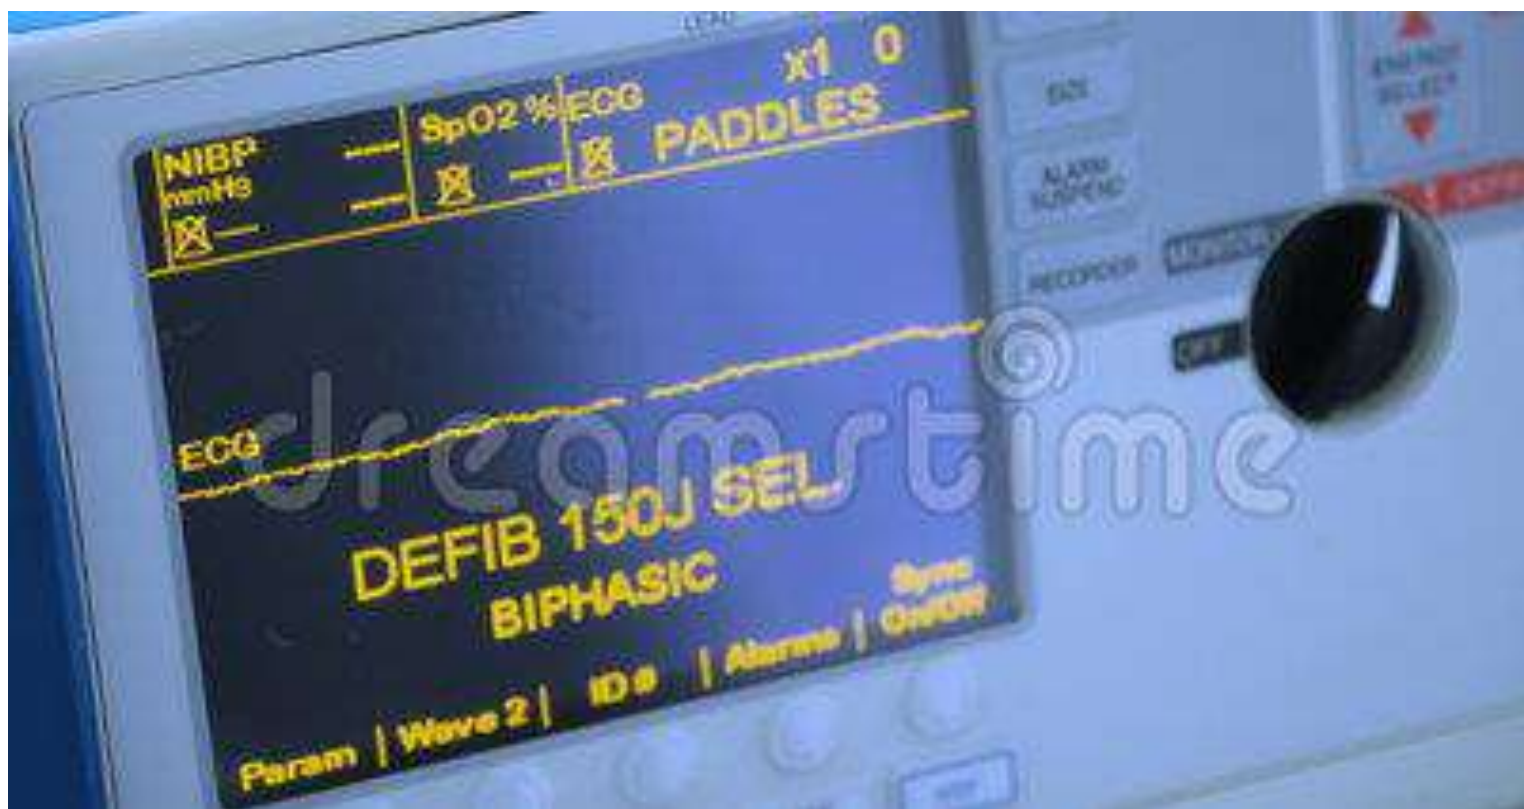 LEAD
x1 0
NIBP --- SpO2 % ECG
mmHg --- --- PADDLES
ECG
DEFIB 150J SEL.
BIPHASIC
Sync
Param | Wave 2 | ID # | Alarms | On/Off
SIZE
ALARM
SUSPEND
RECORDER
ENERGY
SELECT
MONITOR
OFF
dreamstime